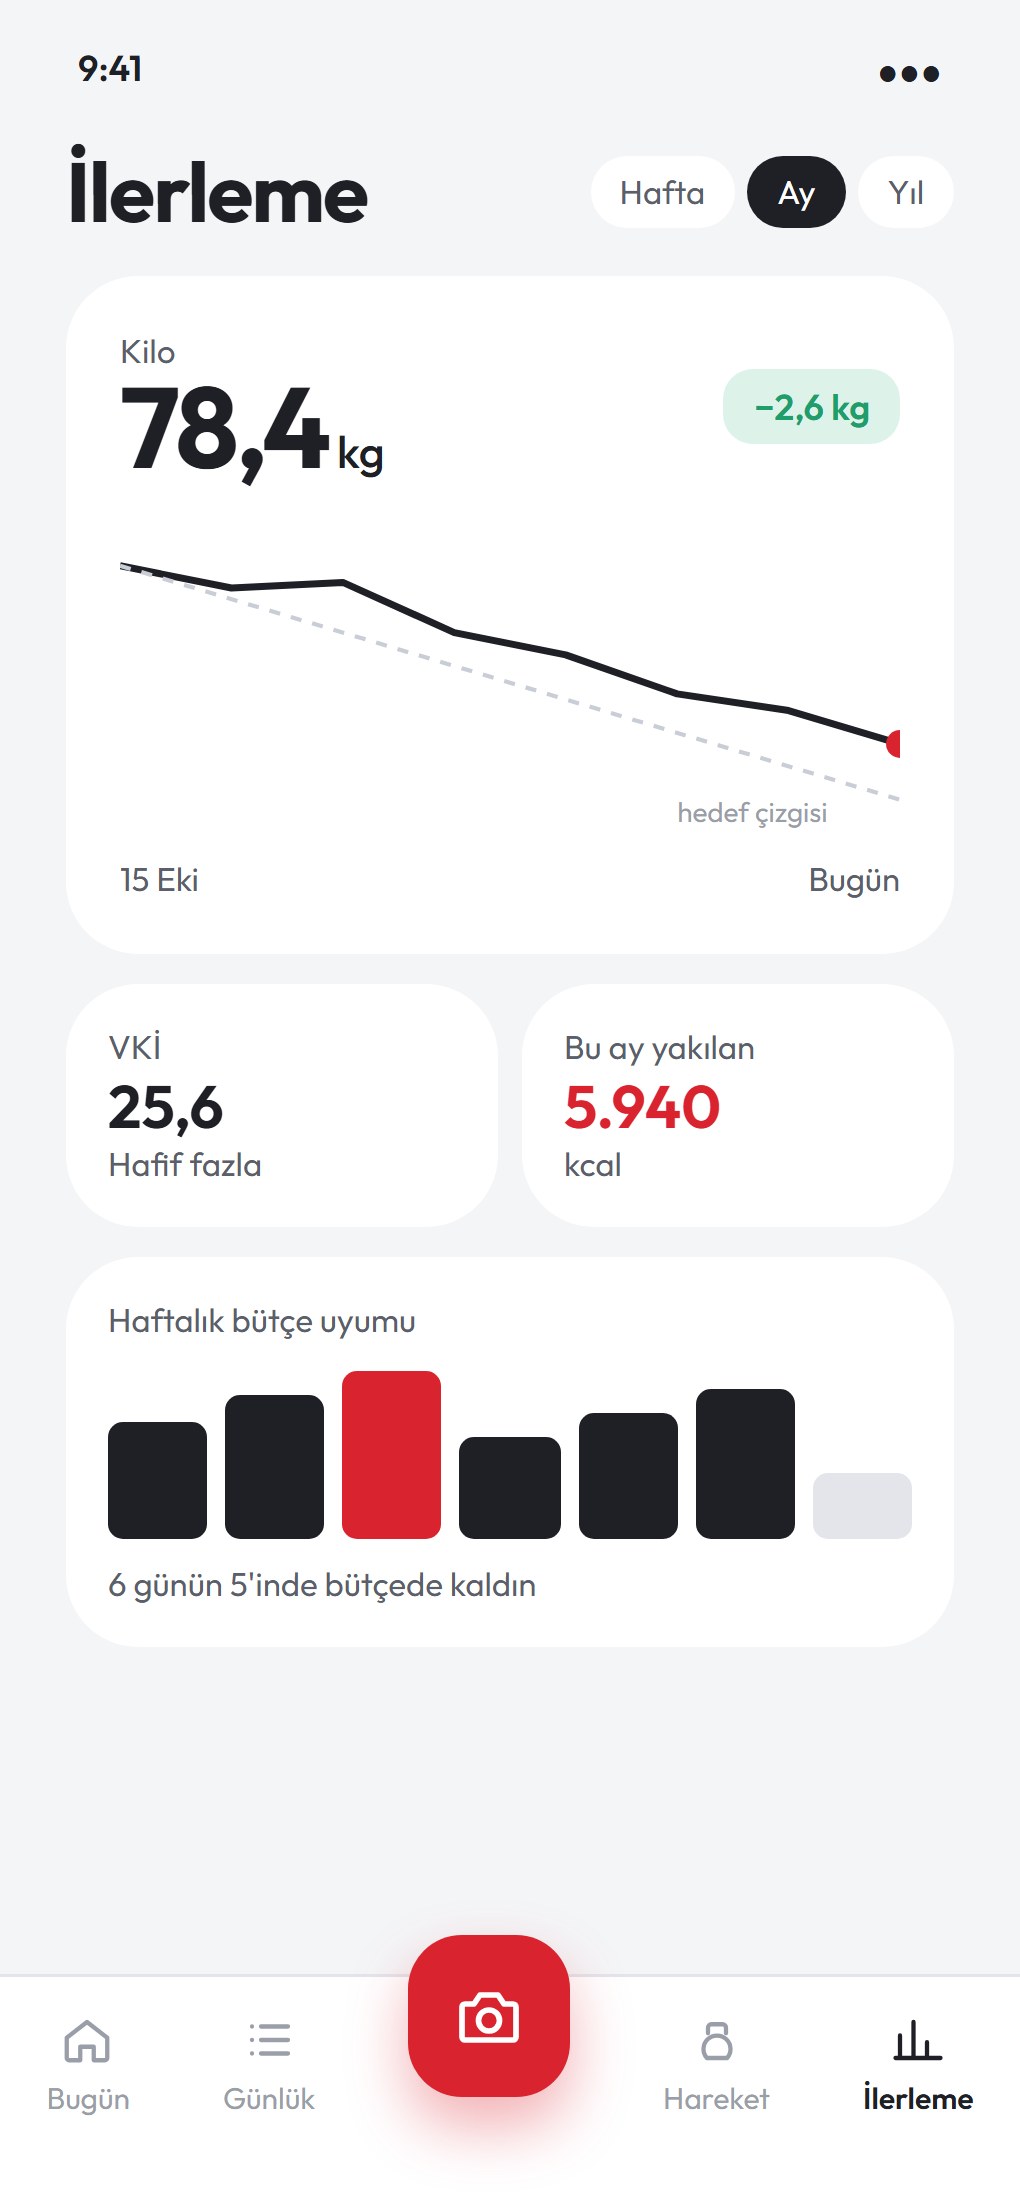 9:41
İlerleme
Hafta
Ay
Yıl
Kilo
78,4 kg
−2,6 kg
hedef çizgisi
15 Eki
Bugün
VKİ
25,6
Hafif fazla
Bu ay yakılan
5.940
kcal
Haftalık bütçe uyumu
6 günün 5'inde bütçede kaldın
Bugün
Günlük
Hareket
İlerleme